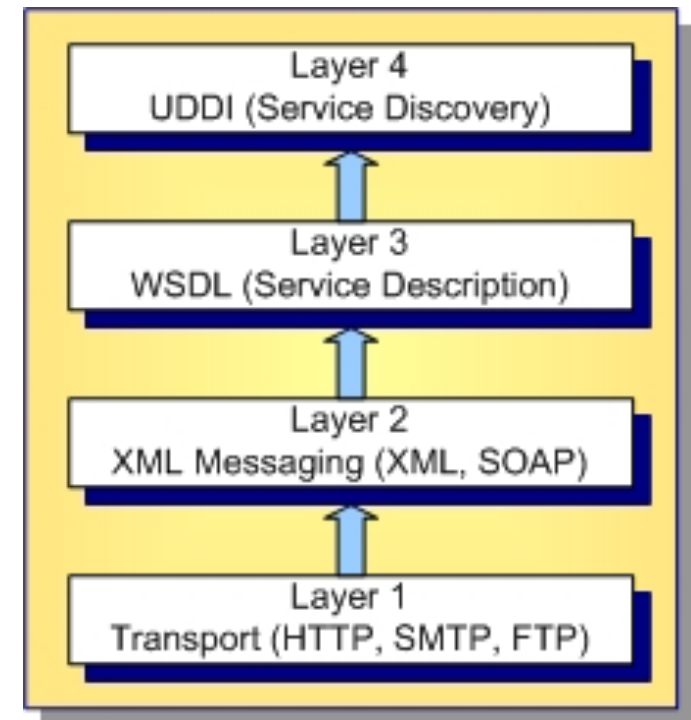 Layer 4
UDDI (Service Discovery)
Layer 3
WSDL (Service Description)
Layer 2
XML Messaging (XML, SOAP)
Layer 1
Transport (HTTP, SMTP, FTP)